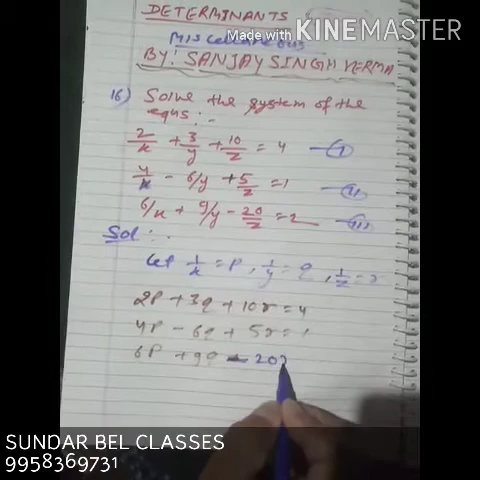 DETERMINANTS
Made with KINEMASTER
Miscellaneous
BY: SANJAY SINGH VERMA
16) Solve the system of the
eqns:-
2/x + 3/y + 10/z = 4 —(I)
4/x - 6/y + 5/z = 1 (II)
6/x + 9/y - 20/z = 2 —(III)
Sol:-
Let 1/x = P, 1/y = q, 1/z = r
2P + 3q + 10r = 4
4P - 6q + 5r = 1
6P + 9q - 20r
SUNDAR BEL CLASSES
9958369731